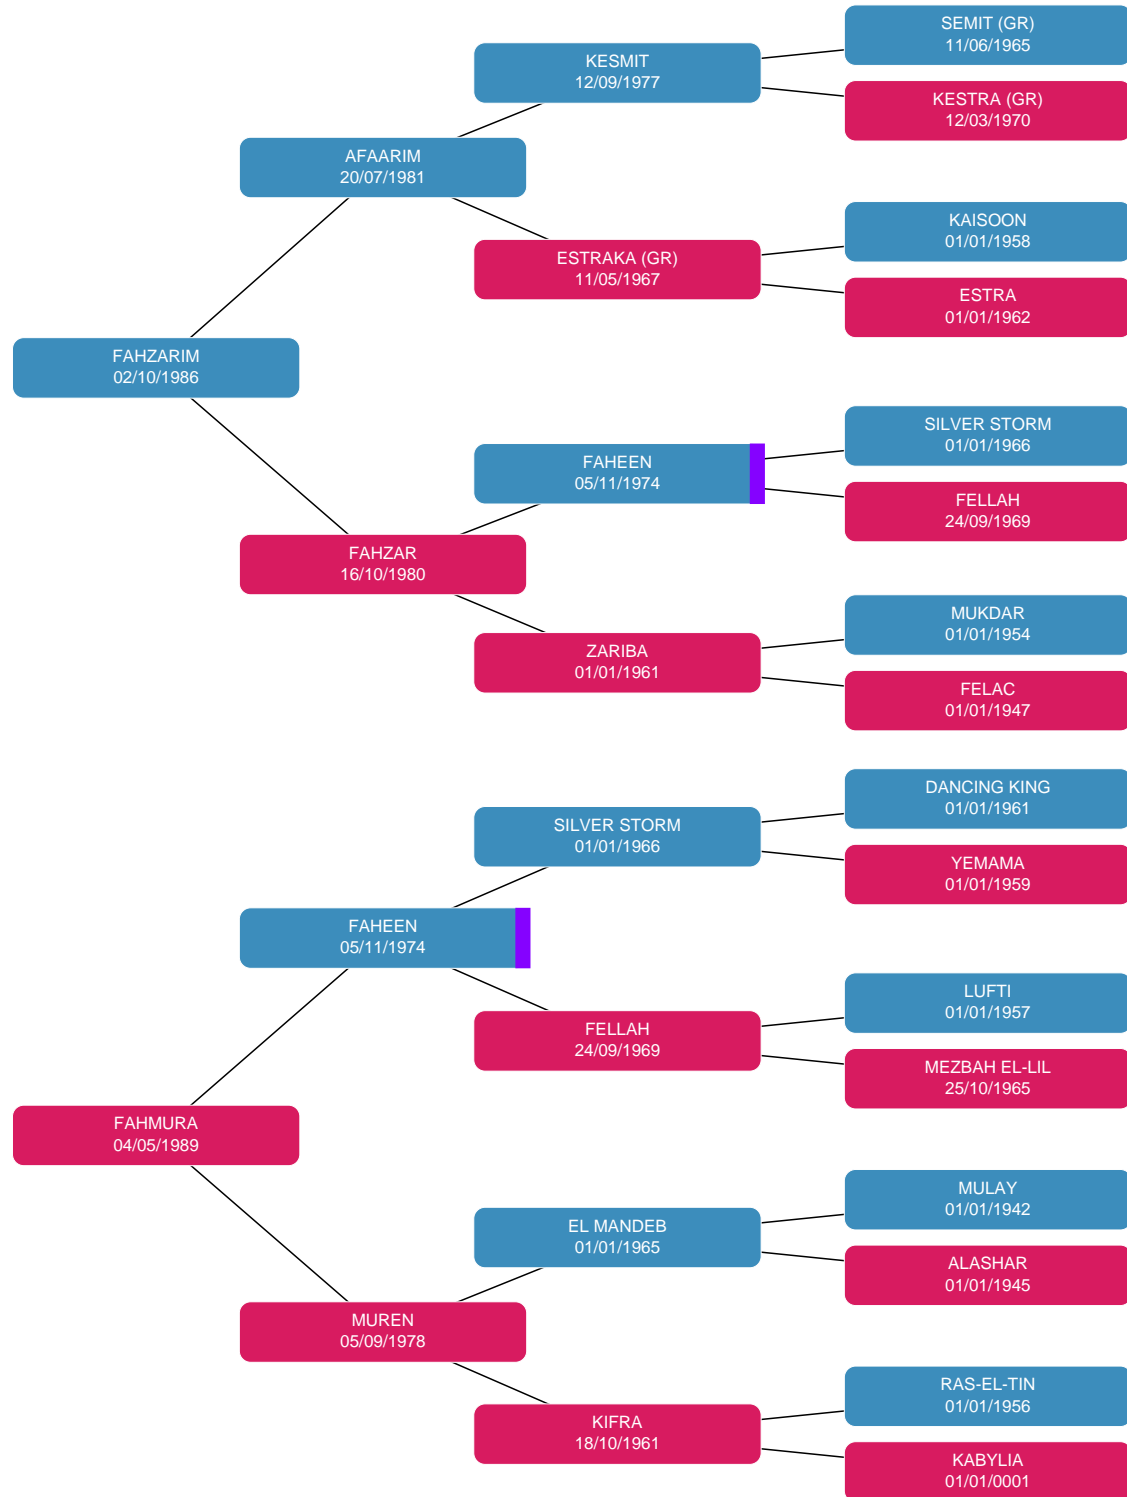 SEMIT (GR)
11/06/1965
KESMIT
12/09/1977
KESTRA (GR)
12/03/1970
AFAARIM
20/07/1981
KAISOON
01/01/1958
ESTRAKA (GR)
11/05/1967
ESTRA
01/01/1962
FAHZARIM
02/10/1986
SILVER STORM
01/01/1966
FAHEEN
05/11/1974
FELLAH
24/09/1969
FAHZAR
16/10/1980
MUKDAR
01/01/1954
ZARIBA
01/01/1961
FELAC
01/01/1947
DANCING KING
01/01/1961
SILVER STORM
01/01/1966
YEMAMA
01/01/1959
FAHEEN
05/11/1974
LUFTI
01/01/1957
FELLAH
24/09/1969
MEZBAH EL-LIL
25/10/1965
FAHMURA
04/05/1989
MULAY
01/01/1942
EL MANDEB
01/01/1965
ALASHAR
01/01/1945
MUREN
05/09/1978
RAS-EL-TIN
01/01/1956
KIFRA
18/10/1961
KABYLIA
01/01/0001